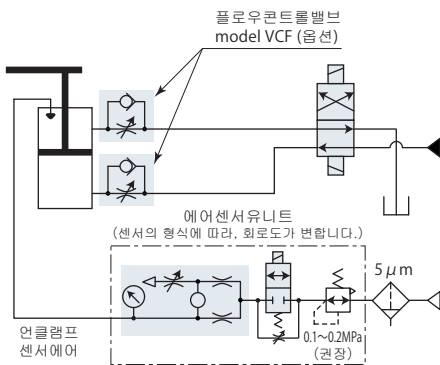 플로우콘트롤밸브
model VCF (옵션)
에어센서유니트
(센서의 형식에 따라, 회로도가 변합니다.)
5μm
0.1~0.2MPa
(권장)
언클램프
센서에어